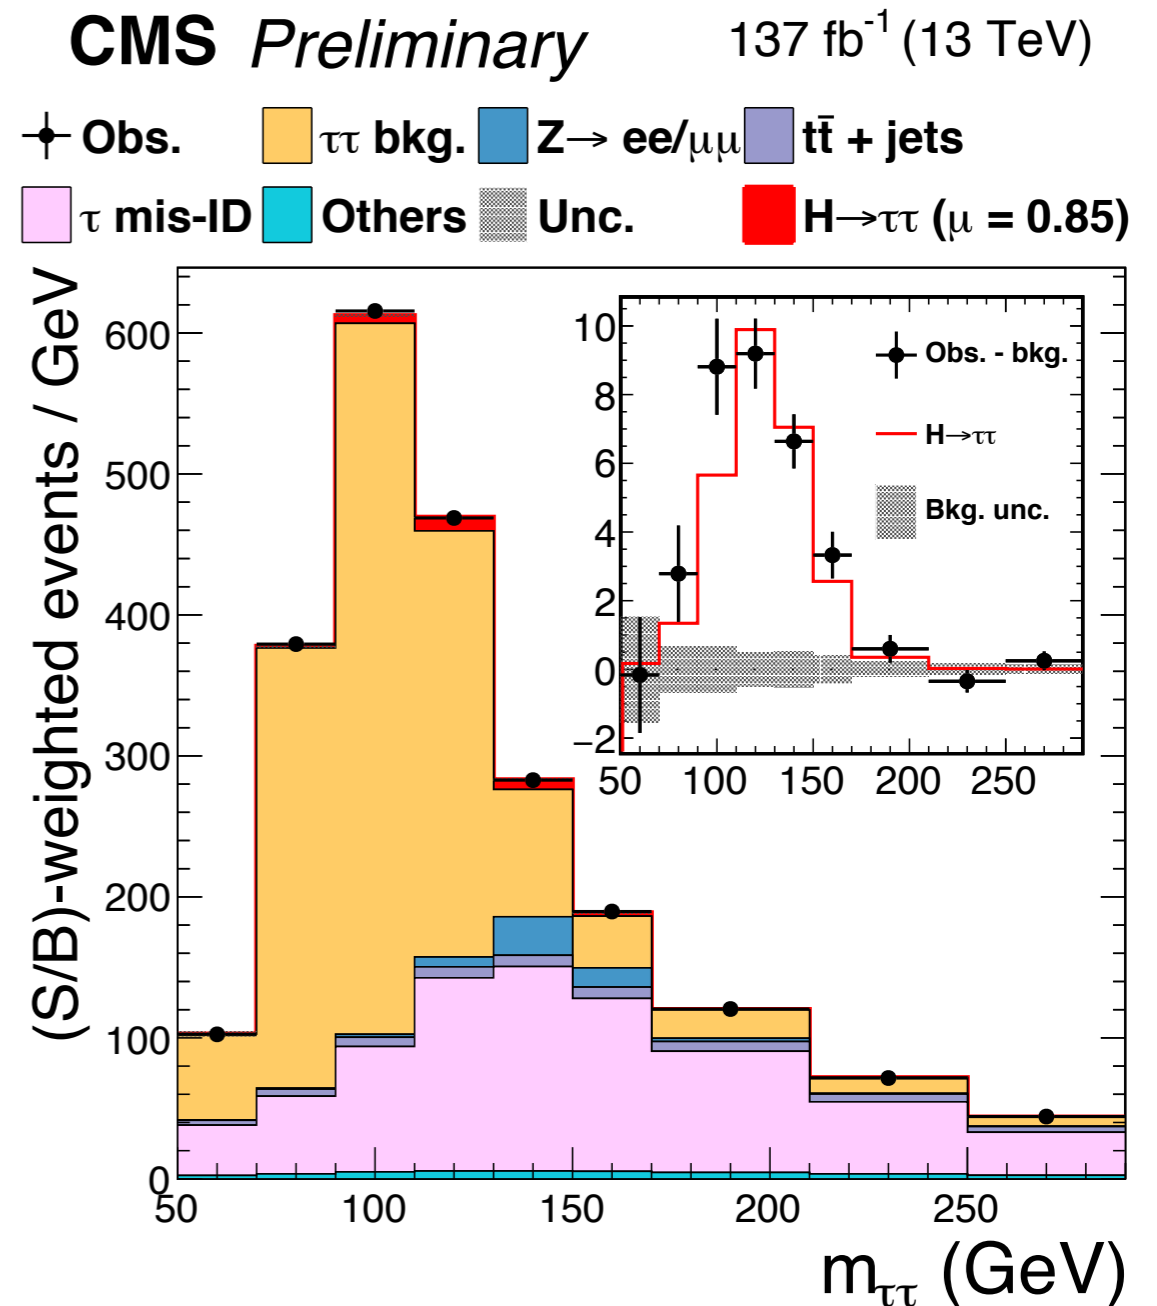 CMS Preliminary 137 fb⁻¹ (13 TeV)
Obs. ττ bkg. Z→ ee/μμ tt̄ + jets
τ mis-ID Others Unc. H→ττ (μ = 0.85)
(S/B)-weighted events / GeV
600
500
400
300
200
100
0
50 100 150 200 250
m_ττ (GeV)
10
8
6
4
2
0
−2
50 100 150 200 250
Obs. - bkg.
H→ττ
Bkg. unc.